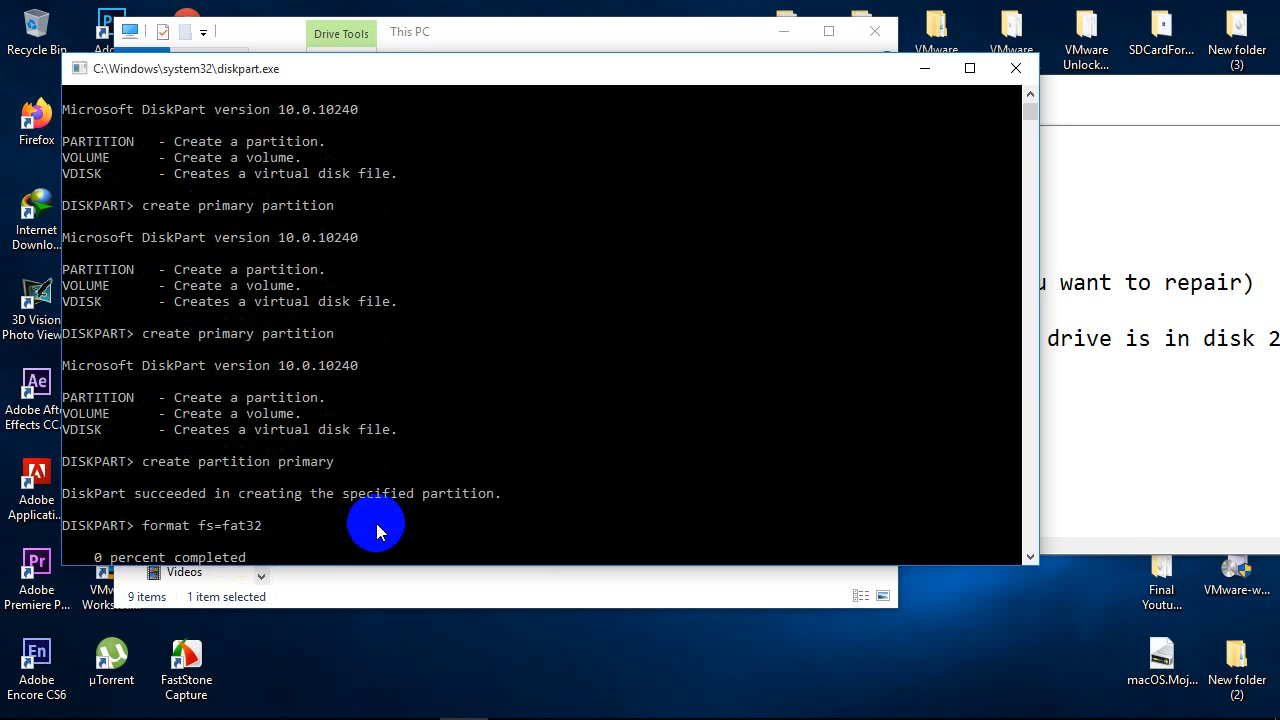 Recycle Bin
Drive Tools
This PC
VMware
VMware
VMware
Unlock...
SDCardFor...
New folder
(3)
C:\Windows\system32\diskpart.exe
Microsoft DiskPart version 10.0.10240
PARTITION   - Create a partition.
VOLUME      - Create a volume.
VDISK       - Creates a virtual disk file.
DISKPART> create primary partition
Microsoft DiskPart version 10.0.10240
PARTITION   - Create a partition.
VOLUME      - Create a volume.
VDISK       - Creates a virtual disk file.
DISKPART> create primary partition
Microsoft DiskPart version 10.0.10240
PARTITION   - Create a partition.
VOLUME      - Create a volume.
VDISK       - Creates a virtual disk file.
DISKPART> create partition primary
DiskPart succeeded in creating the specified partition.
DISKPART> format fs=fat32
0 percent completed
want to repair)
drive is in disk 2
Firefox
Internet
Downlo...
3D Vision
Photo View
Ae
Adobe Aft
Effects CC
Adobe
Applicati...
Pr
Adobe
Premiere P...
Videos
9 items
1 item selected
Final
Youtu...
VMware-w...
En
Adobe
Encore CS6
µTorrent
FastStone
Capture
macOS.Moj...
New folder
(2)